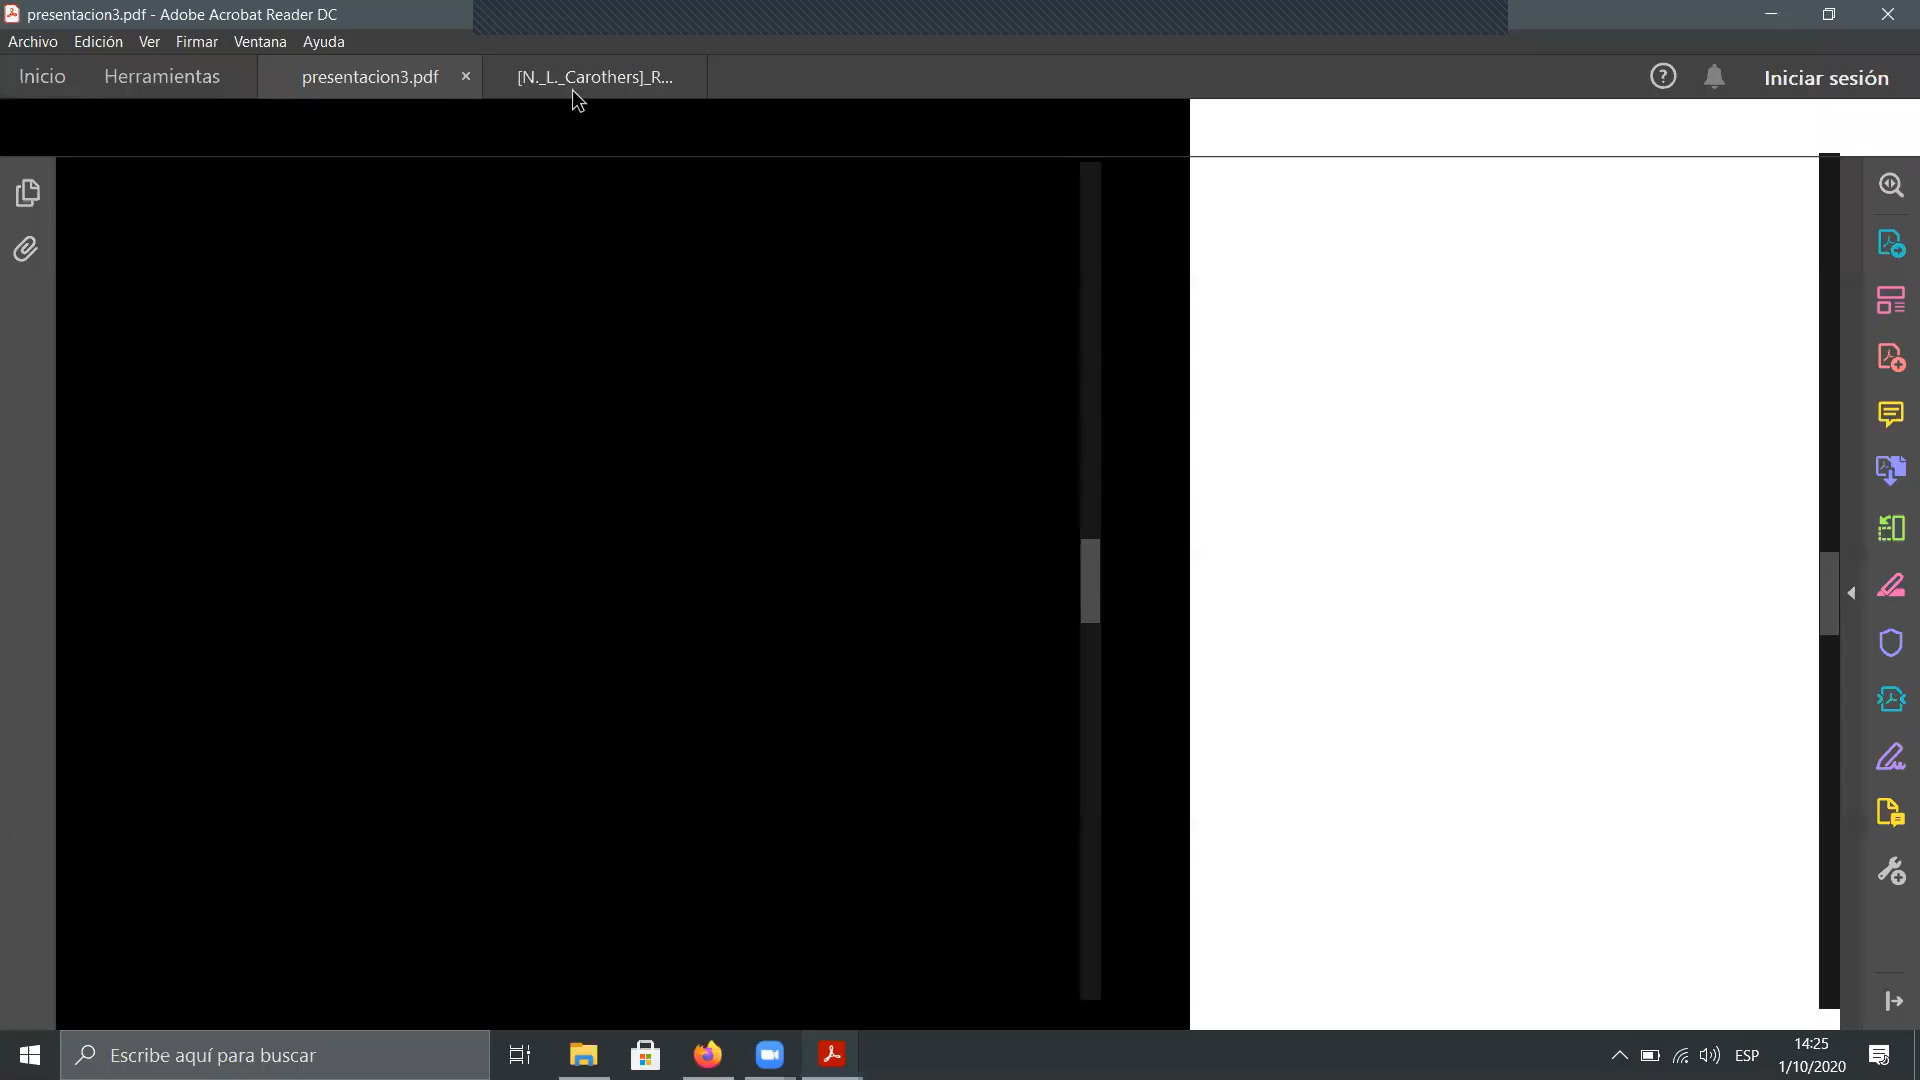 presentacion3.pdf - Adobe Acrobat Reader DC
Archivo Edición Ver Firmar Ventana Ayuda
Inicio Herramientas presentacion3.pdf × [N._L._Carothers]_R... Iniciar sesión
Escribe aquí para buscar
ESP
14:25
1/10/2020